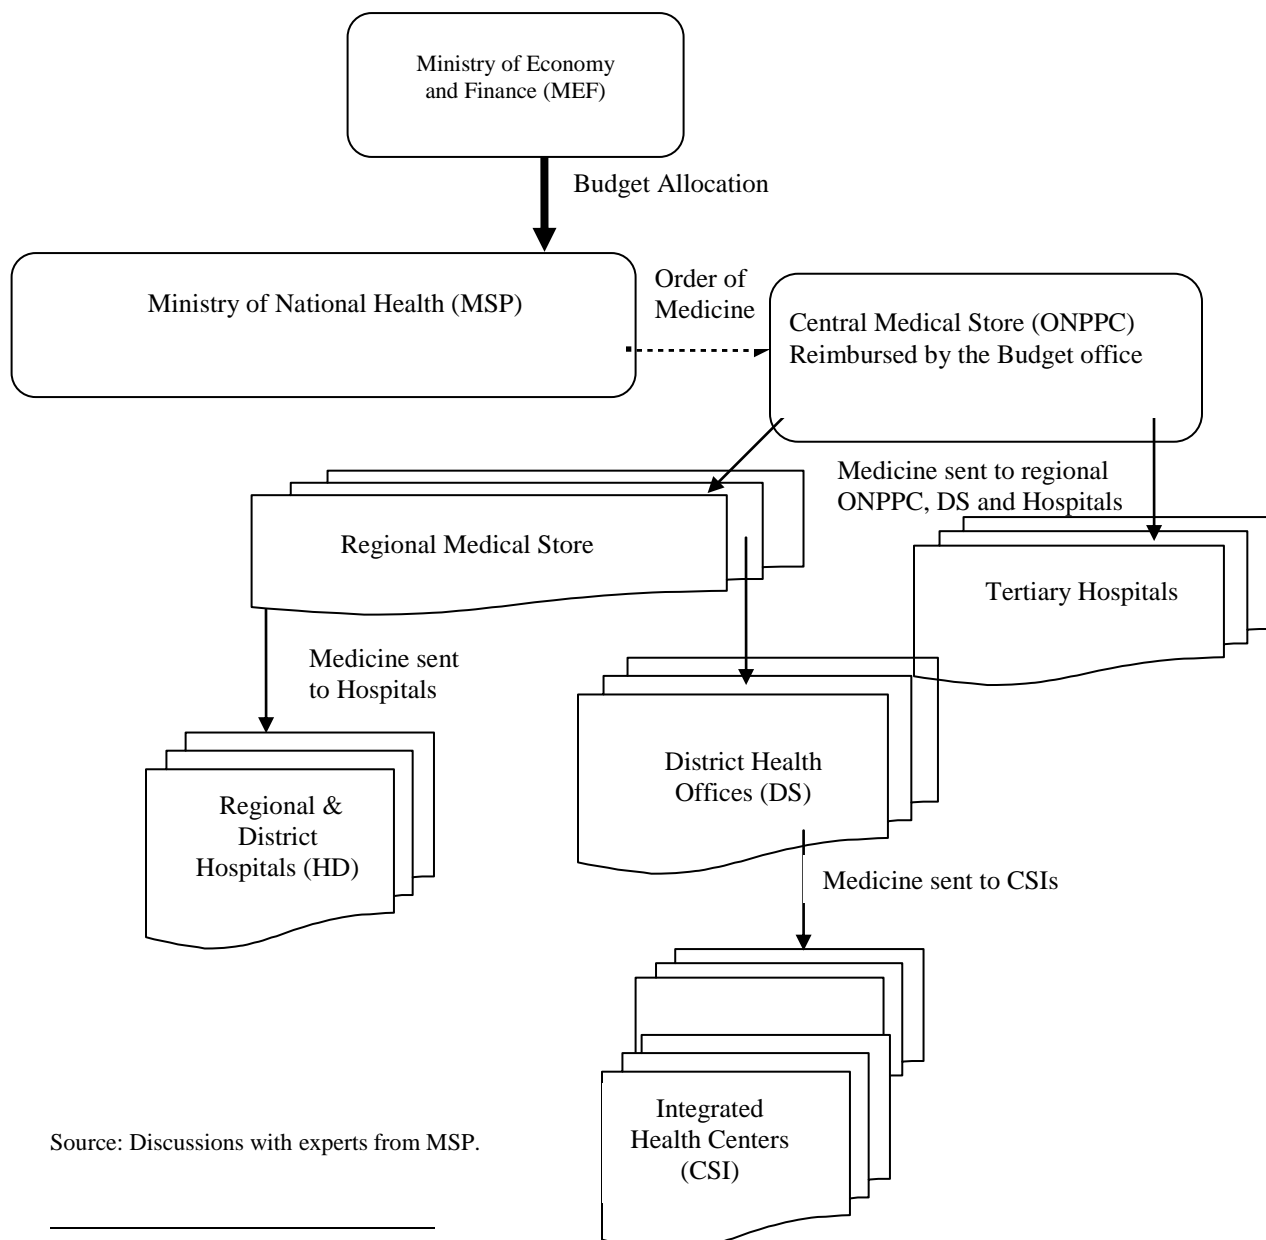 Ministry of Economy
and Finance (MEF)
Budget Allocation
Ministry of National Health (MSP)
Order of
Medicine
Central Medical Store (ONPPC)
Reimbursed by the Budget office
Medicine sent to regional
ONPPC, DS and Hospitals
Regional Medical Store
Tertiary Hospitals
Medicine sent
to Hospitals
District Health
Offices (DS)
Regional &
District
Hospitals (HD)
Medicine sent to CSIs
Integrated
Health Centers
(CSI)
Source: Discussions with experts from MSP.